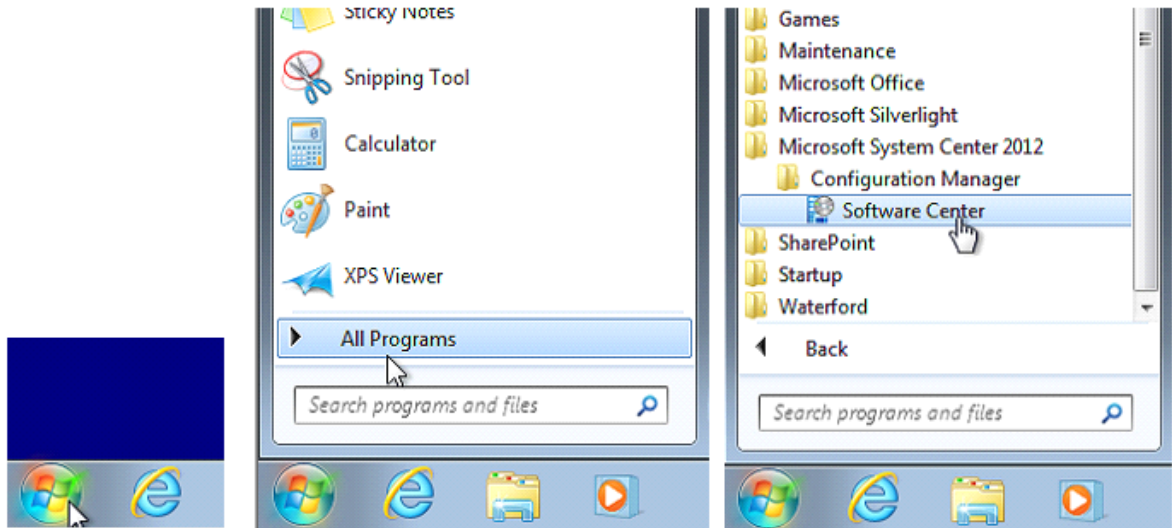 Sticky Notes
Snipping Tool
Calculator
Paint
XPS Viewer
All Programs
Search programs and files
Games
Maintenance
Microsoft Office
Microsoft Silverlight
Microsoft System Center 2012
Configuration Manager
Software Center
SharePoint
Startup
Waterford
Back
Search programs and files